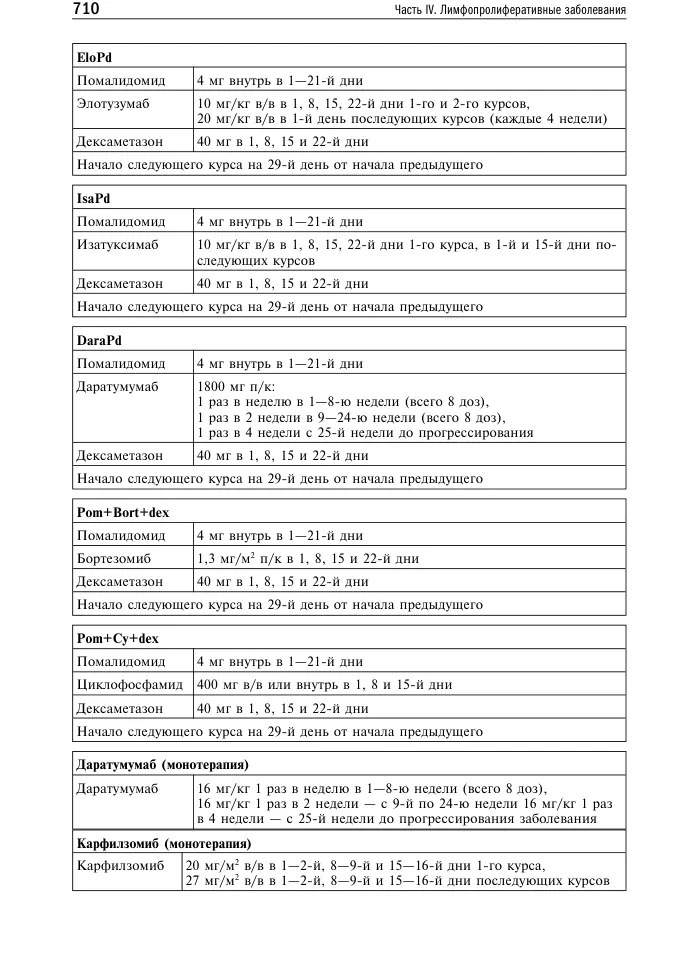 710
Часть IV. Лимфопролиферативные заболевания
EloPd
Помалидомид 4 мг внутрь в 1—21-й дни
Элотузумаб 10 мг/кг в/в в 1, 8, 15, 22-й дни 1-го и 2-го курсов,
20 мг/кг в/в в 1-й день последующих курсов (каждые 4 недели)
Дексаметазон 40 мг в 1, 8, 15 и 22-й дни
Начало следующего курса на 29-й день от начала предыдущего
IsaPd
Помалидомид 4 мг внутрь в 1—21-й дни
Изатуксимаб 10 мг/кг в/в в 1, 8, 15, 22-й дни 1-го курса, в 1-й и 15-й дни по-
следующих курсов
Дексаметазон 40 мг в 1, 8, 15 и 22-й дни
Начало следующего курса на 29-й день от начала предыдущего
DaraPd
Помалидомид 4 мг внутрь в 1—21-й дни
Даратумумаб 1800 мг п/к:
1 раз в неделю в 1—8-ю недели (всего 8 доз),
1 раз в 2 недели в 9—24-ю недели (всего 8 доз),
1 раз в 4 недели с 25-й недели до прогрессирования
Дексаметазон 40 мг в 1, 8, 15 и 22-й дни
Начало следующего курса на 29-й день от начала предыдущего
Pom+Bort+dex
Помалидомид 4 мг внутрь в 1—21-й дни
Бортезомиб 1,3 мг/м² п/к в 1, 8, 15 и 22-й дни
Дексаметазон 40 мг в 1, 8, 15 и 22-й дни
Начало следующего курса на 29-й день от начала предыдущего
Pom+Cy+dex
Помалидомид 4 мг внутрь в 1—21-й дни
Циклофосфамид 400 мг в/в или внутрь в 1, 8 и 15-й дни
Дексаметазон 40 мг в 1, 8, 15 и 22-й дни
Начало следующего курса на 29-й день от начала предыдущего
Даратумумаб (монотерапия)
Даратумумаб 16 мг/кг 1 раз в неделю в 1—8-ю недели (всего 8 доз),
16 мг/кг 1 раз в 2 недели — с 9-й по 24-ю недели 16 мг/кг 1 раз
в 4 недели — с 25-й недели до прогрессирования заболевания
Карфилзомиб (монотерапия)
Карфилзомиб 20 мг/м² в/в в 1—2-й, 8—9-й и 15—16-й дни 1-го курса,
27 мг/м² в/в в 1—2-й, 8—9-й и 15—16-й дни последующих курсов